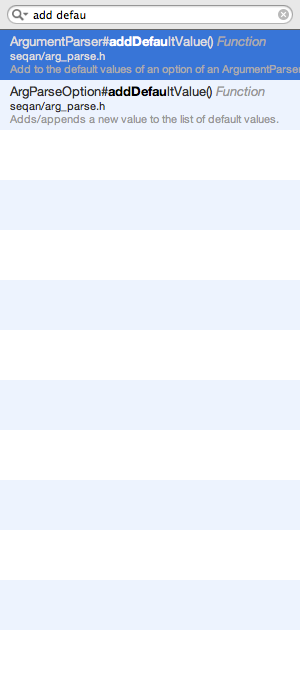 add defau
ArgumentParser#addDefaultValue() Function
seqan/arg_parse.h
Add to the default values of an option of an ArgumentParser
ArgParseOption#addDefaultValue() Function
seqan/arg_parse.h
Adds/appends a new value to the list of default values.